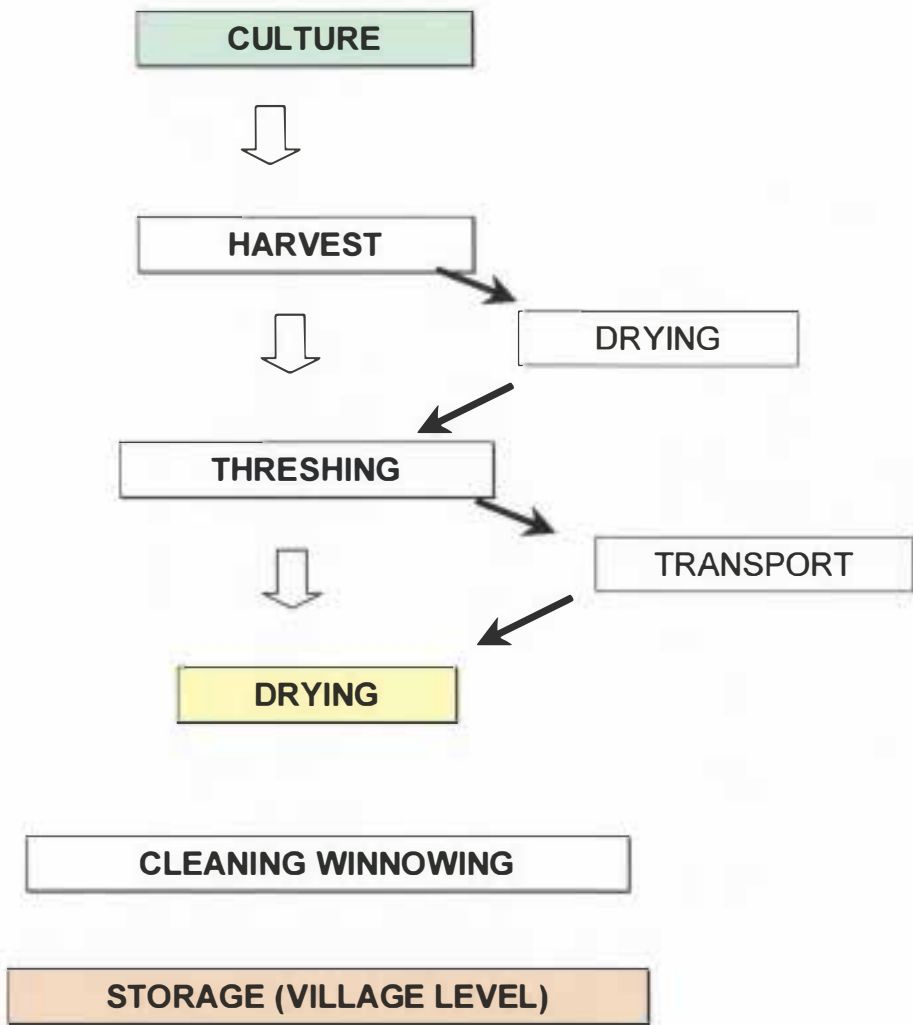 CULTURE
HARVEST
DRYING
THRESHING
TRANSPORT
DRYING
CLEANING WINNOWING
STORAGE (VILLAGE LEVEL)